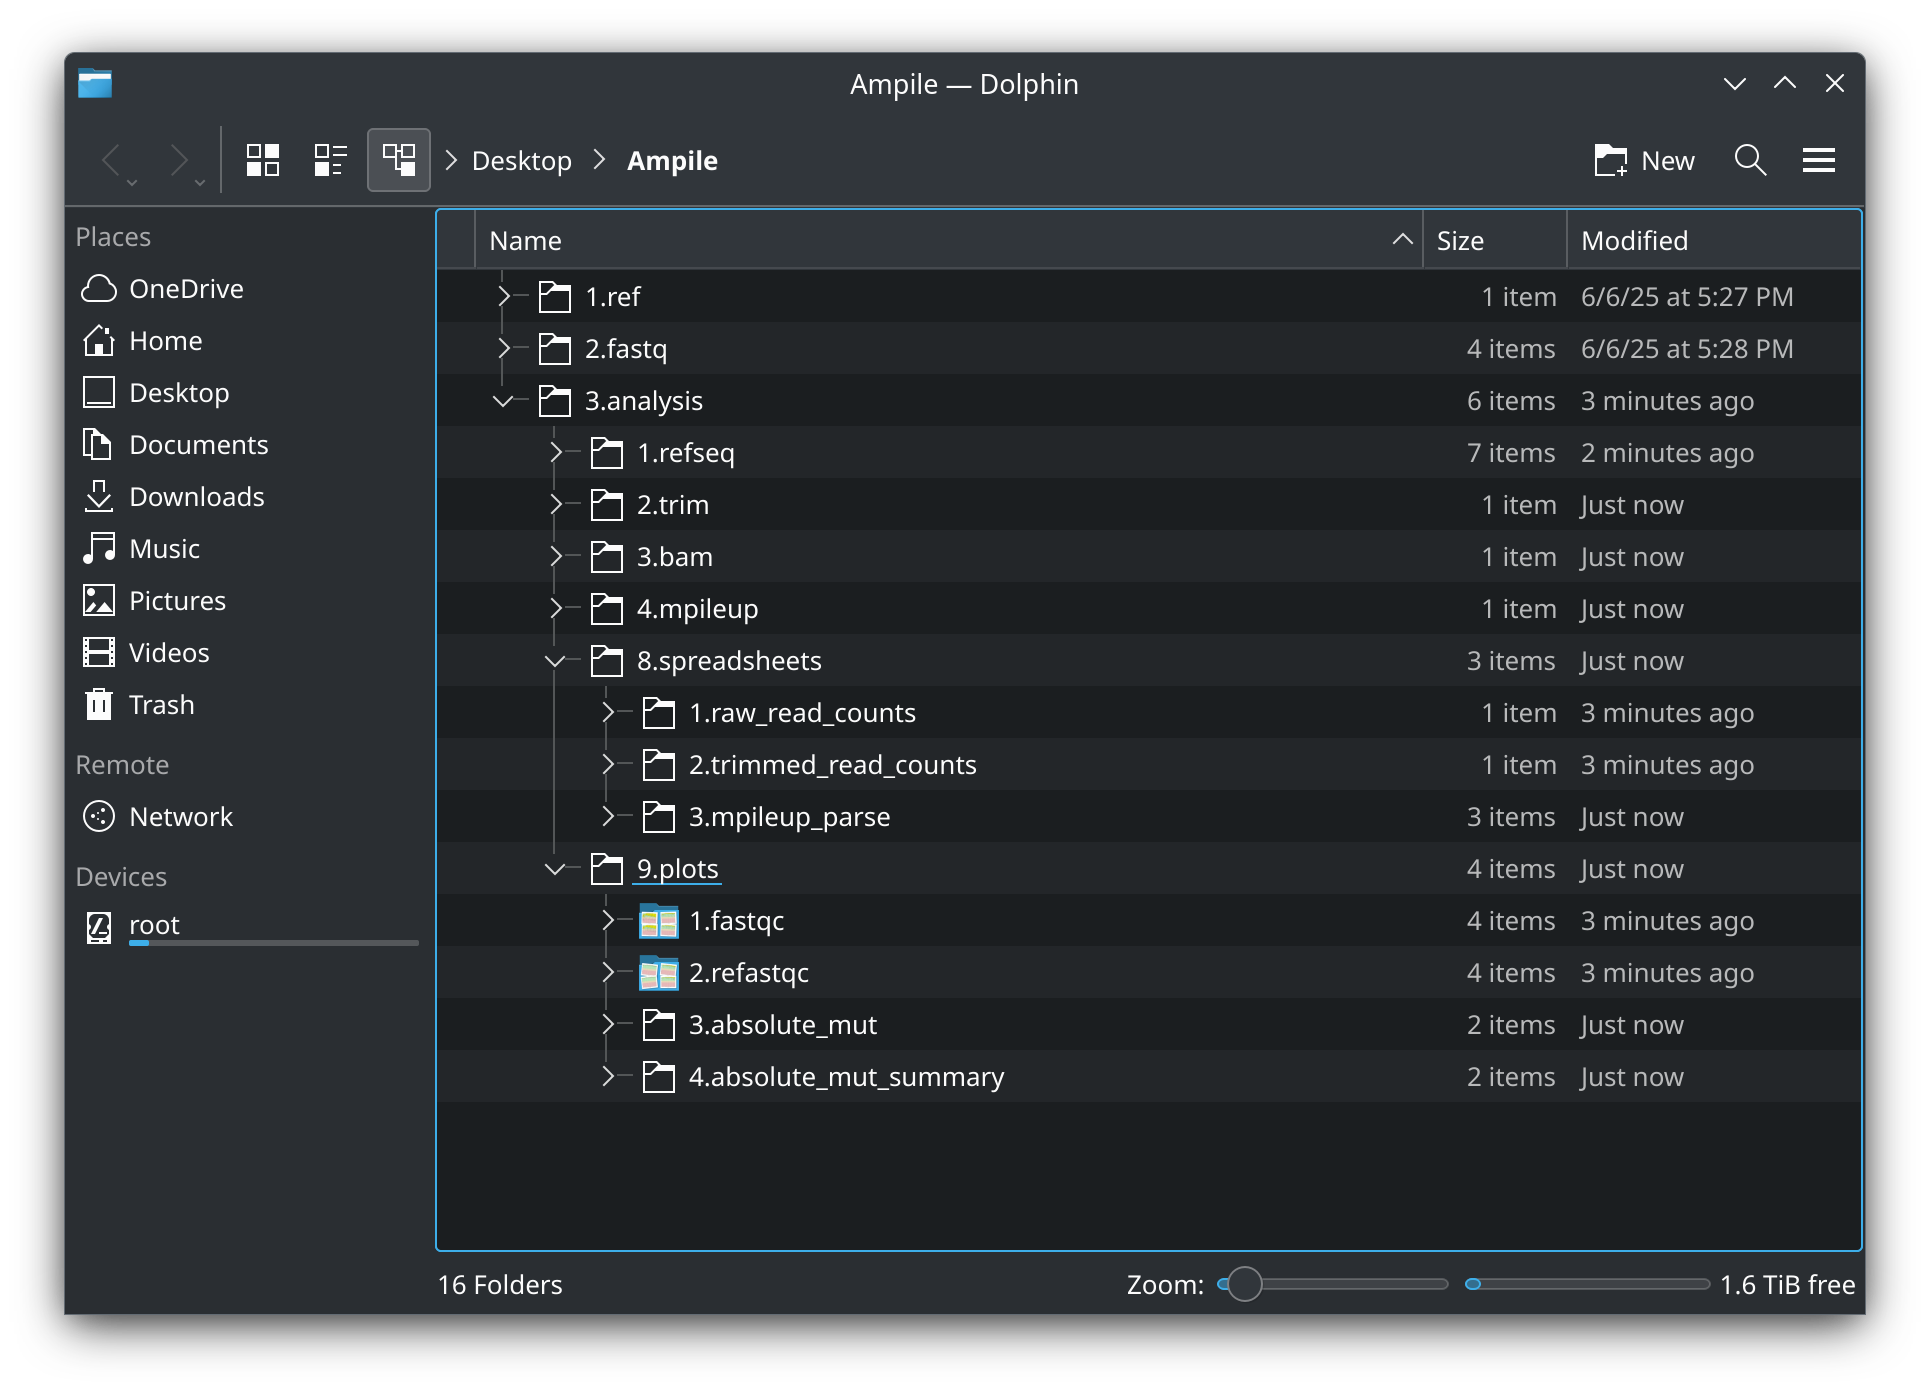 Ampile — Dolphin
Desktop Ampile New
Places
OneDrive
Home
Desktop
Documents
Downloads
Music
Pictures
Videos
Trash
Remote
Network
Devices
root
Name Size Modified
1.ref 1 item 6/6/25 at 5:27 PM
2.fastq 4 items 6/6/25 at 5:28 PM
3.analysis 6 items 3 minutes ago
1.refseq 7 items 2 minutes ago
2.trim 1 item Just now
3.bam 1 item Just now
4.mpileup 1 item Just now
8.spreadsheets 3 items Just now
1.raw_read_counts 1 item 3 minutes ago
2.trimmed_read_counts 1 item 3 minutes ago
3.mpileup_parse 3 items Just now
9.plots 4 items Just now
1.fastqc 4 items 3 minutes ago
2.refastqc 4 items 3 minutes ago
3.absolute_mut 2 items Just now
4.absolute_mut_summary 2 items Just now
16 Folders Zoom: 1.6 TiB free